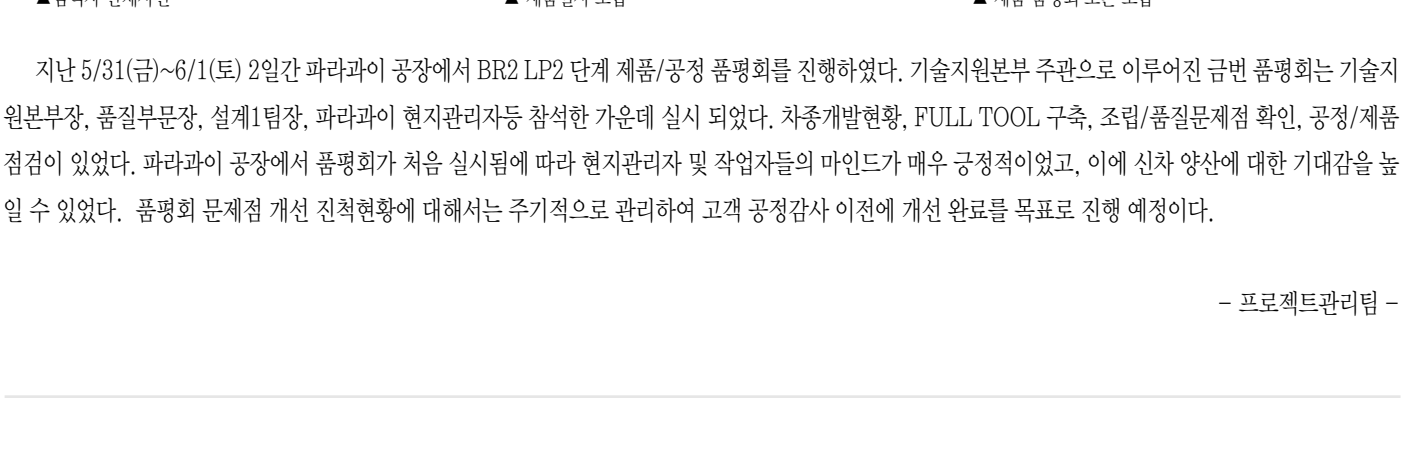 지난 5/31(금)~6/1(토) 2일간 파라과이 공장에서 BR2 LP2 단계 제품/공정 품평회를 진행하였다. 기술지원본부 주관으로 이루어진 금번 품평회는 기술지
원본부장, 품질부문장, 설계1팀장, 파라과이 현지관리자등 참석한 가운데 실시 되었다. 차종개발현황, FULL TOOL 구축, 조립/품질문제점 확인, 공정/제품
점검이 있었다. 파라과이 공장에서 품평회가 처음 실시됨에 따라 현지관리자 및 작업자들의 마인드가 매우 긍정적이었고, 이에 신차 양산에 대한 기대감을 높
일 수 있었다.  품평회 문제점 개선 진척현황에 대해서는 주기적으로 관리하여 고객 공정감사 이전에 개선 완료를 목표로 진행 예정이다.
- 프로젝트관리팀 -